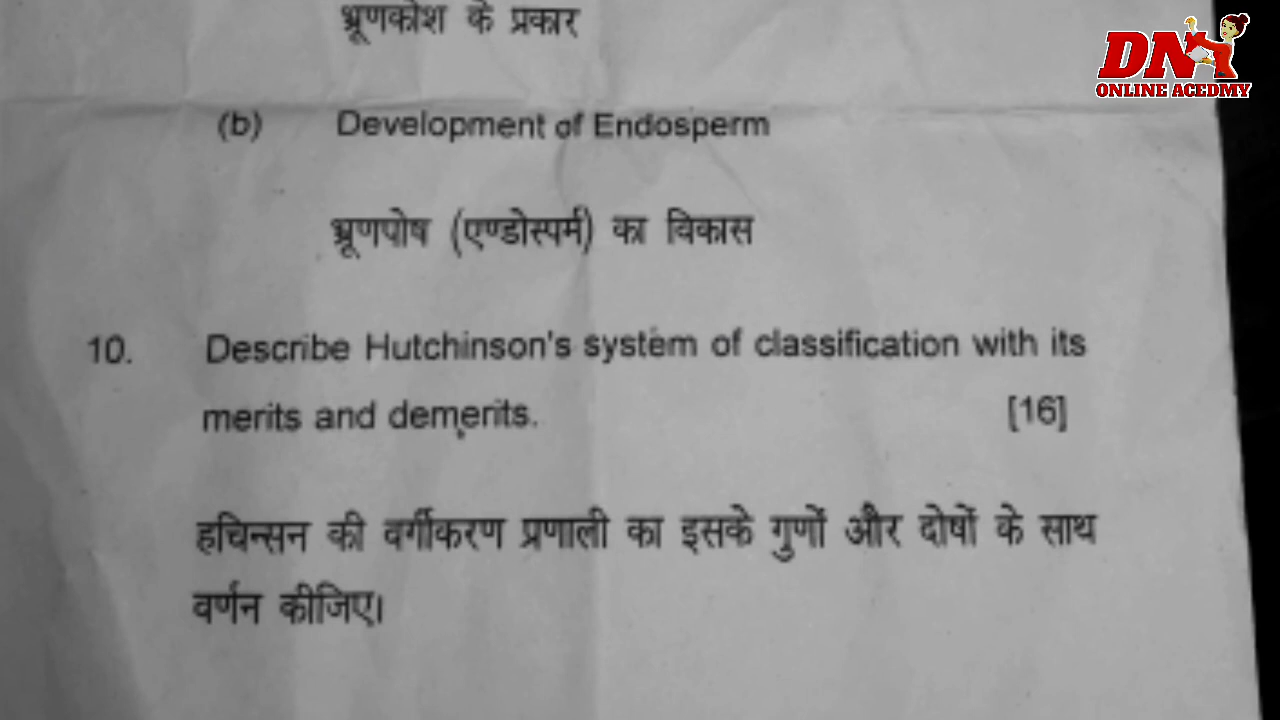 भ्रूणकोश के प्रकार
DN
ONLINE ACEDMY
(b) Development of Endosperm
भ्रूणपोष (एण्डोस्पर्म) का विकास
10. Describe Hutchinson's system of classification with its
merits and demerits. [16]
हचिन्सन की वर्गीकरण प्रणाली का इसके गुणों और दोषों के साथ
वर्णन कीजिए।